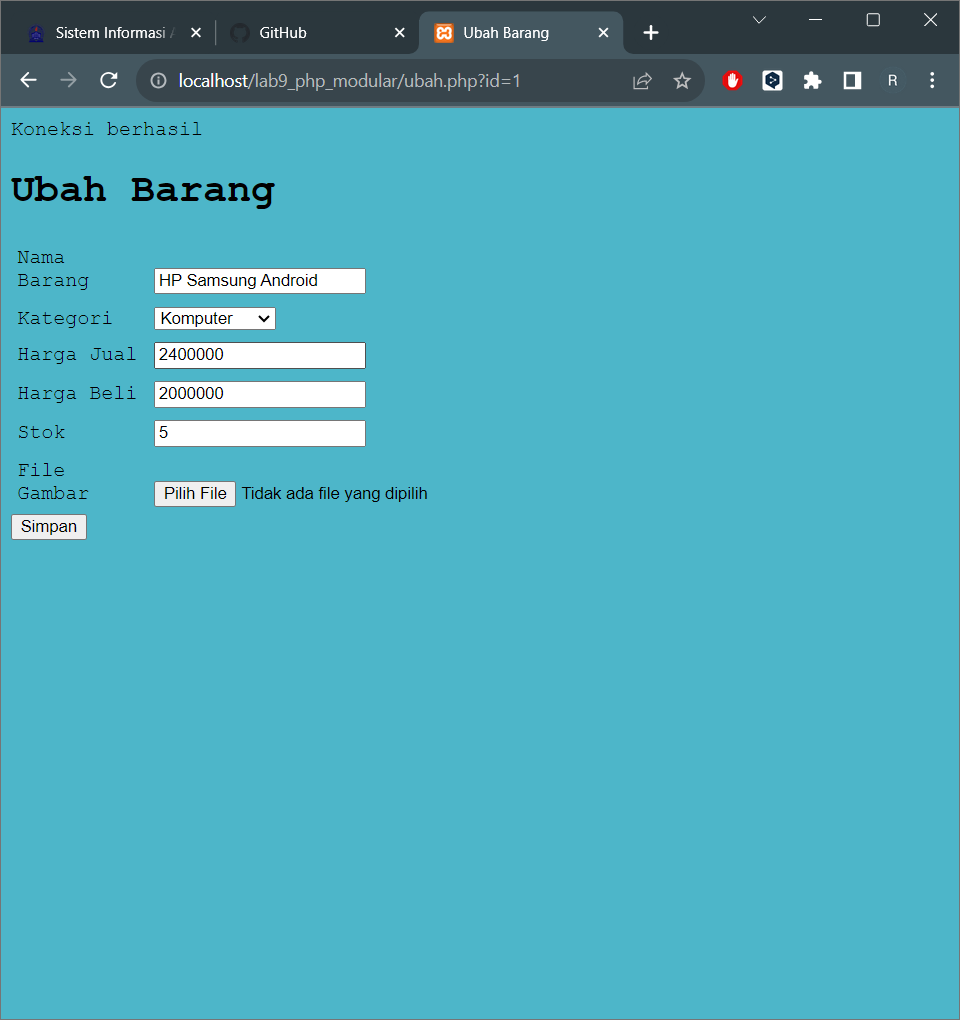 Sistem Informasi A
GitHub
Ubah Barang
localhost/lab9_php_modular/ubah.php?id=1
R
Koneksi berhasil
Ubah Barang
Nama
Barang
HP Samsung Android
Kategori
Komputer
Harga Jual
2400000
Harga Beli
2000000
Stok
5
File
Gambar
Pilih File
Tidak ada file yang dipilih
Simpan